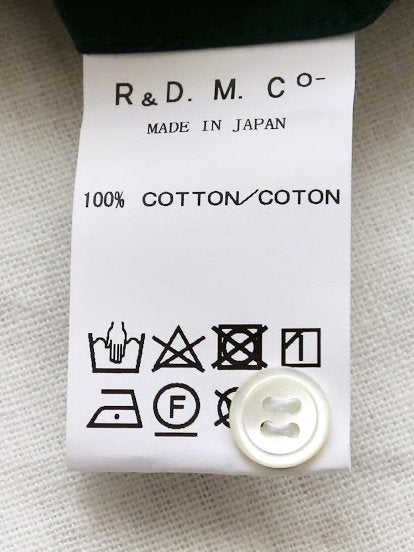 R & D. M. Co-
MADE IN JAPAN
100% COTTON/COTON
F